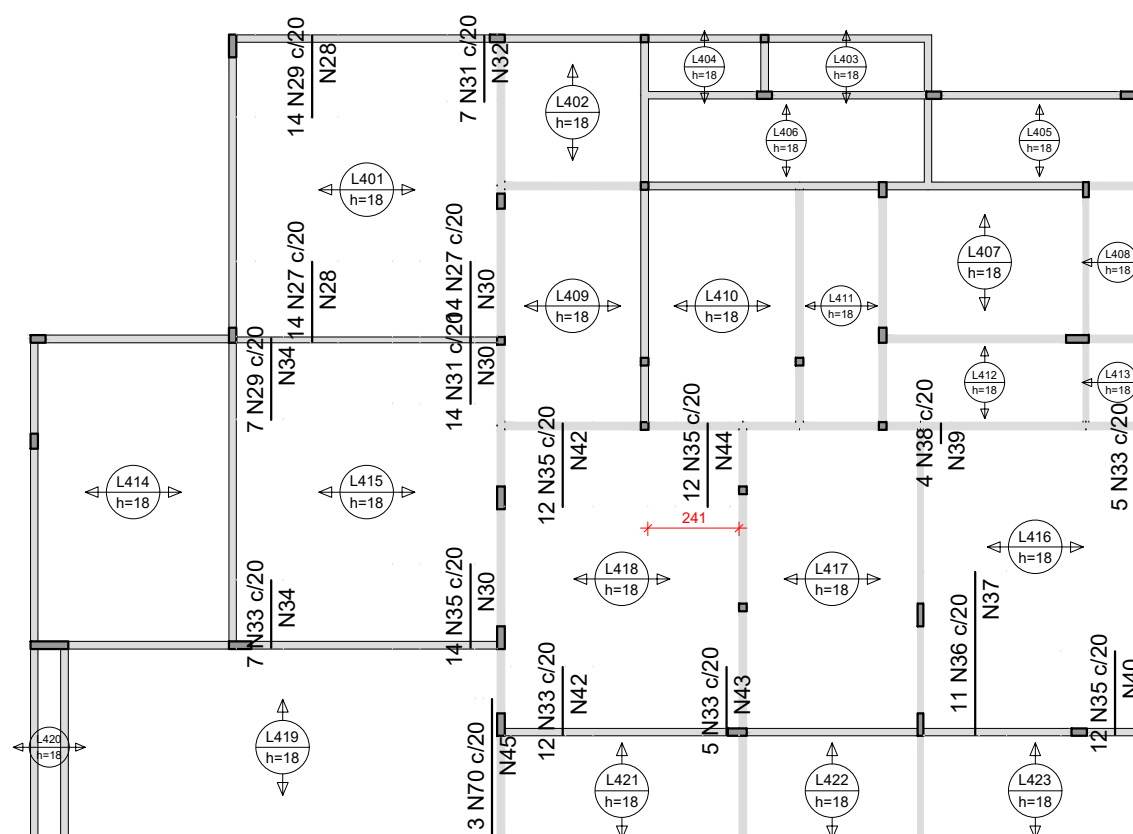 14 N29 c/20
N28
7 N31 c/20
N32
L404
h=18
L403
h=18
L402
h=18
L406
h=18
L405
h=18
L401
h=18
14 N27 c/20
N28
14 N27 c/20
N30
L407
h=18
L408
h=18
L409
h=18
L410
h=18
L411
h=18
7 N29 c/20
N34
14 N31 c/20
N30
L412
h=18
L413
h=18
12 N35 c/20
N42
12 N35 c/20
N44
4 N38 c/20
N39
5 N33 c/20
L414
h=18
L415
h=18
241
L416
h=18
L418
h=18
L417
h=18
7 N33 c/20
N34
14 N35 c/20
N30
11 N36 c/20
N37
12 N33 c/20
N42
5 N33 c/20
N43
12 N35 c/20
N40
L420
h=18
L419
h=18
3 N70 c/20
N45
L421
h=18
L422
h=18
L423
h=18